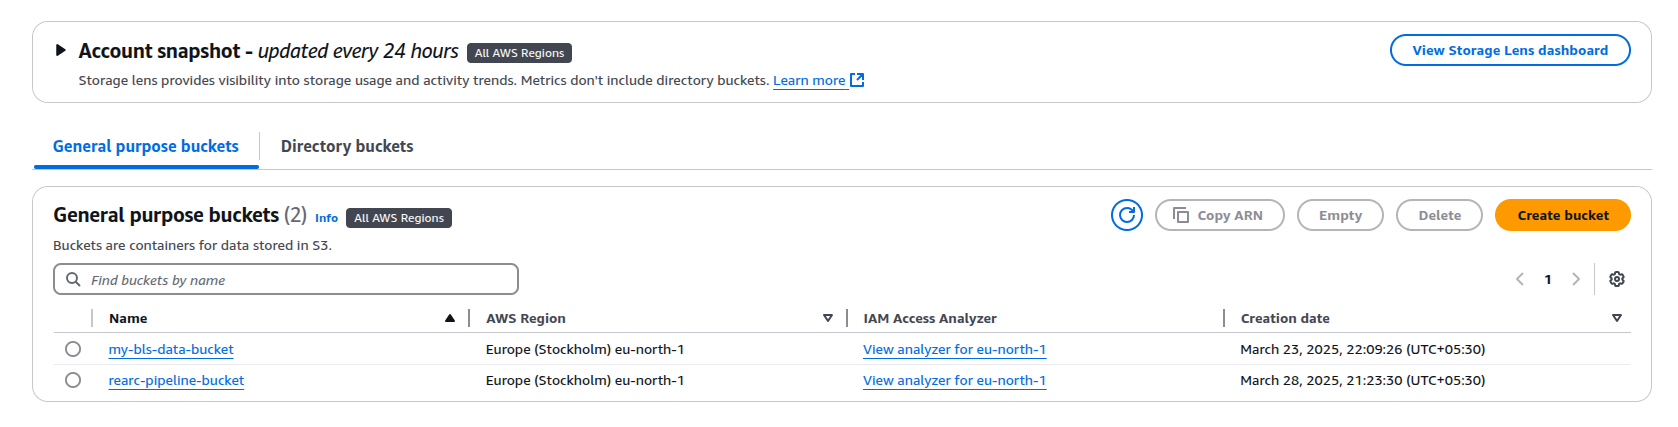 Account snapshot - updated every 24 hours All AWS Regions View Storage Lens dashboard
Storage lens provides visibility into storage usage and activity trends. Metrics don't include directory buckets. Learn more
General purpose buckets Directory buckets
General purpose buckets (2) Info All AWS Regions Copy ARN Empty Delete Create bucket
Buckets are containers for data stored in S3.
Find buckets by name 1
Name AWS Region IAM Access Analyzer Creation date
my-bls-data-bucket Europe (Stockholm) eu-north-1 View analyzer for eu-north-1 March 23, 2025, 22:09:26 (UTC+05:30)
rearc-pipeline-bucket Europe (Stockholm) eu-north-1 View analyzer for eu-north-1 March 28, 2025, 21:23:30 (UTC+05:30)